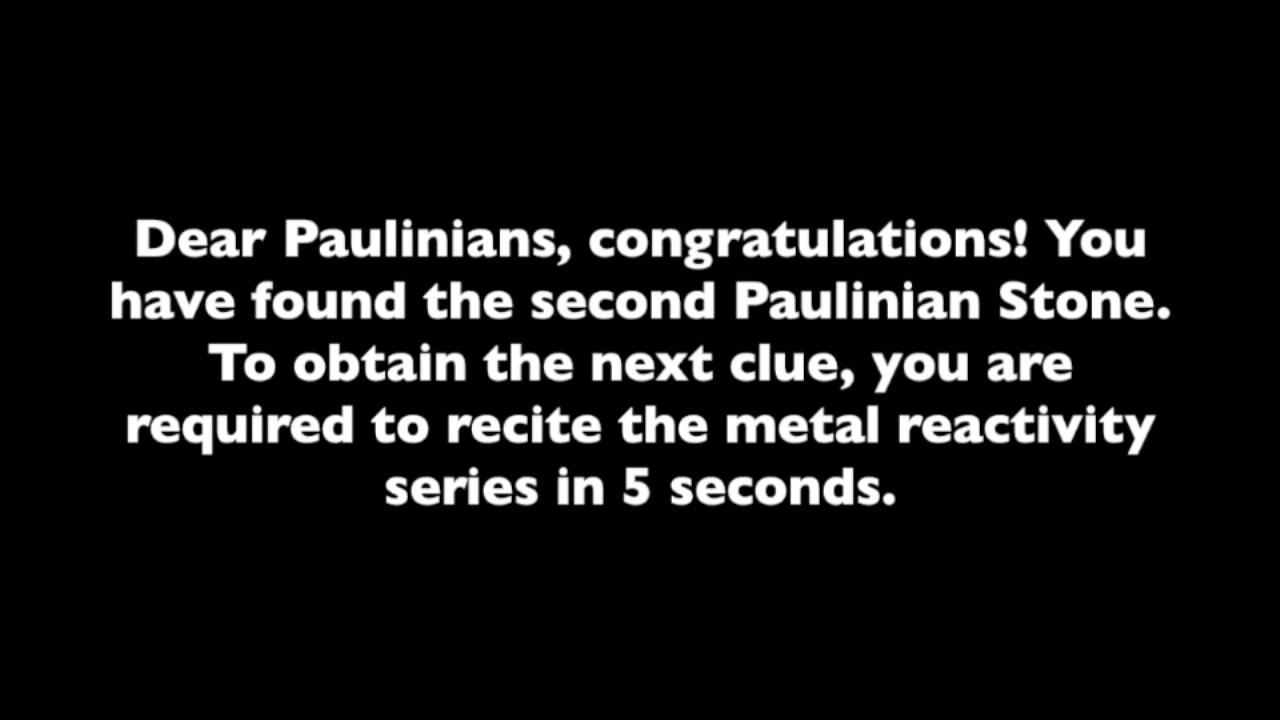 Dear Paulinians, congratulations! You
have found the second Paulinian Stone.
To obtain the next clue, you are
required to recite the metal reactivity
series in 5 seconds.